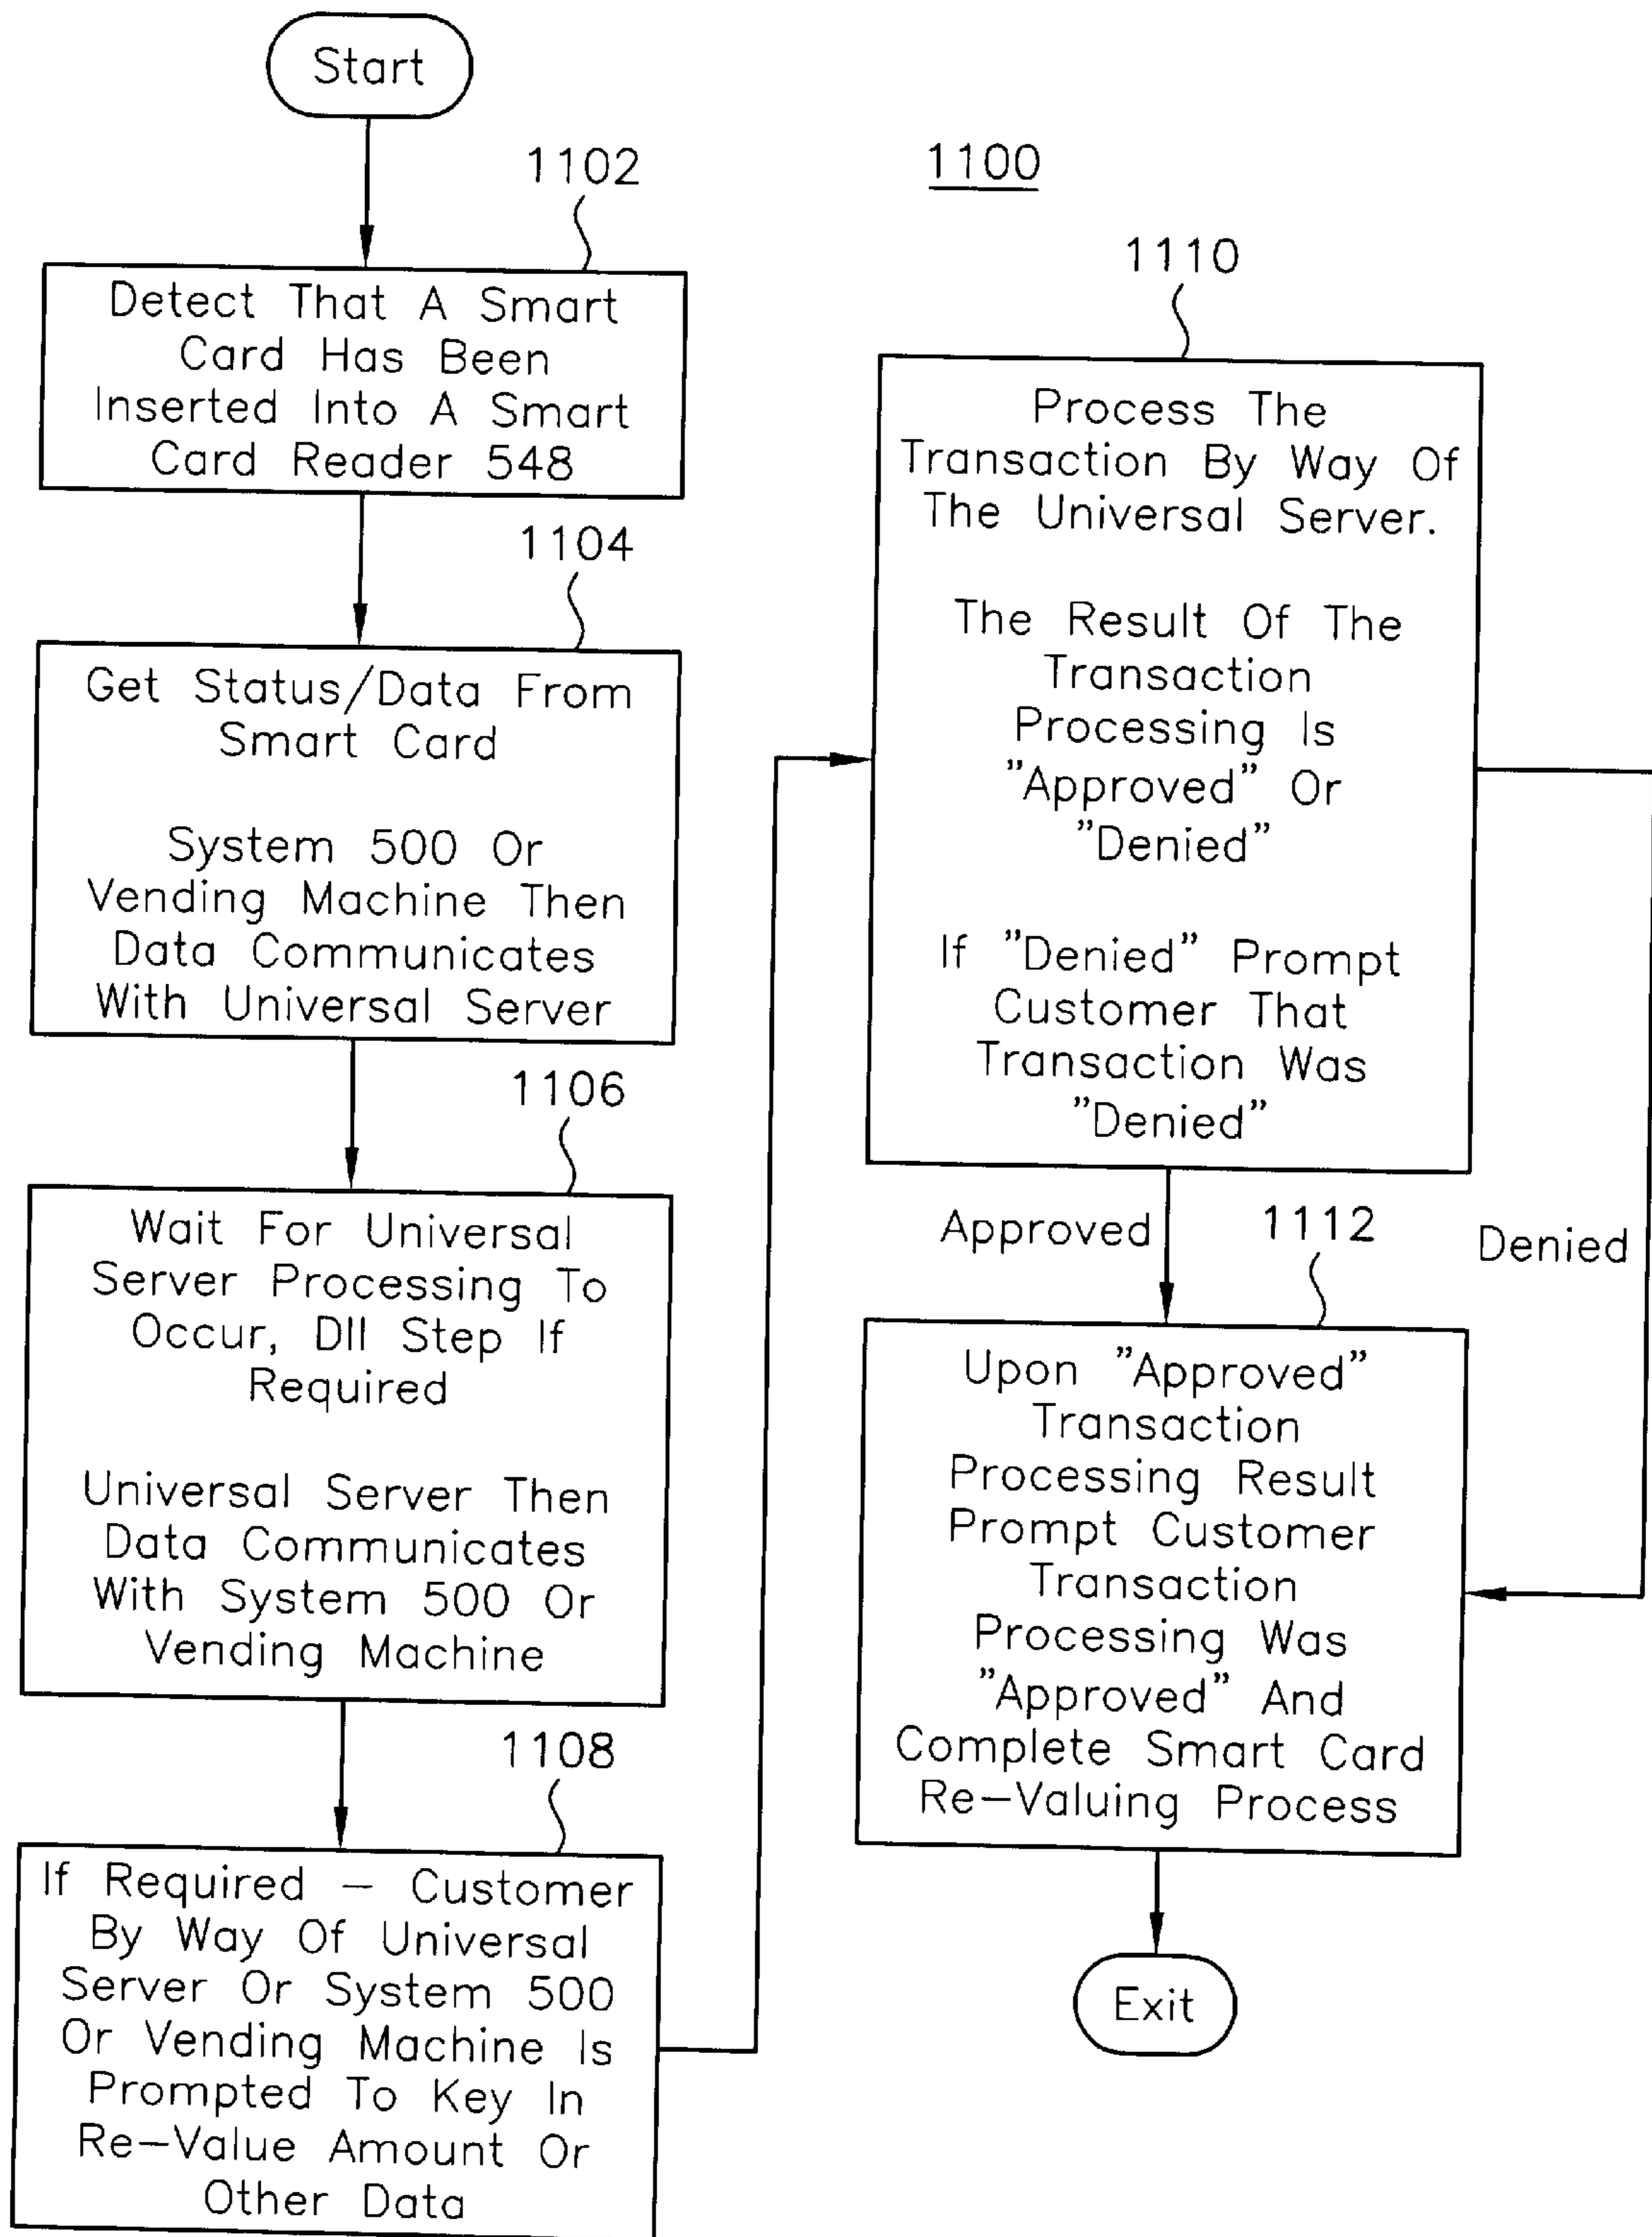 Start
1102
Detect That A Smart
Card Has Been
Inserted Into A Smart
Card Reader 548
1104
Get Status/Data From
Smart Card
System 500 Or
Vending Machine Then
Data Communicates
With Universal Server
1106
Wait For Universal
Server Processing To
Occur, DII Step If
Required
Universal Server Then
Data Communicates
With System 500 Or
Vending Machine
1108
If Required – Customer
By Way Of Universal
Server Or System 500
Or Vending Machine Is
Prompted To Key In
Re-Value Amount Or
Other Data
1100
1110
Process The
Transaction By Way Of
The Universal Server.
The Result Of The
Transaction
Processing Is
"Approved" Or
"Denied"
If "Denied" Prompt
Customer That
Transaction Was
"Denied"
Approved
Denied
1112
Upon "Approved"
Transaction
Processing Result
Prompt Customer
Transaction
Processing Was
"Approved" And
Complete Smart Card
Re-Valuing Process
Exit